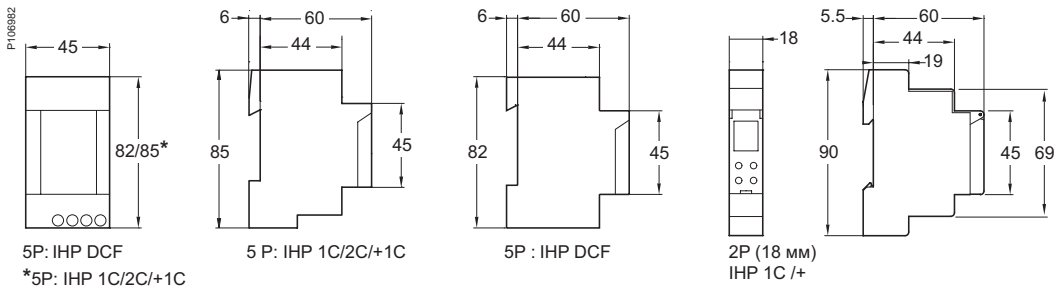 P106982
45
82/85*
5P: IHP DCF
*5P: IHP 1C/2C/+1C
6
60
44
85
45
5 P: IHP 1C/2C/+1C
6
60
44
82
45
5P : IHP DCF
18
2P (18 мм)
IHP 1C /+
5.5
60
44
19
90
45
69